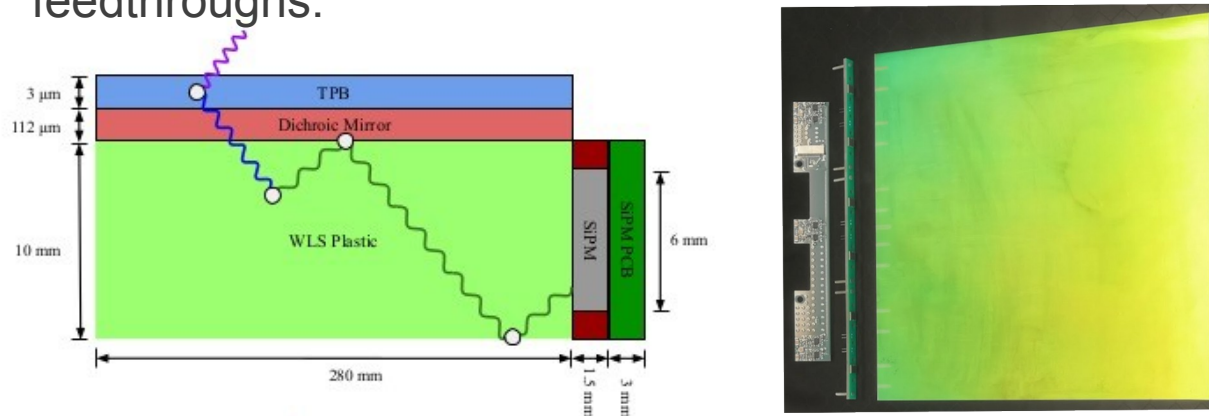 feedthroughs.
3 μm
TPB
112 μm
Dichroic Mirror
10 mm
WLS Plastic
SiPM
SiPM PCB
6 mm
280 mm
1.5 mm
3 mm